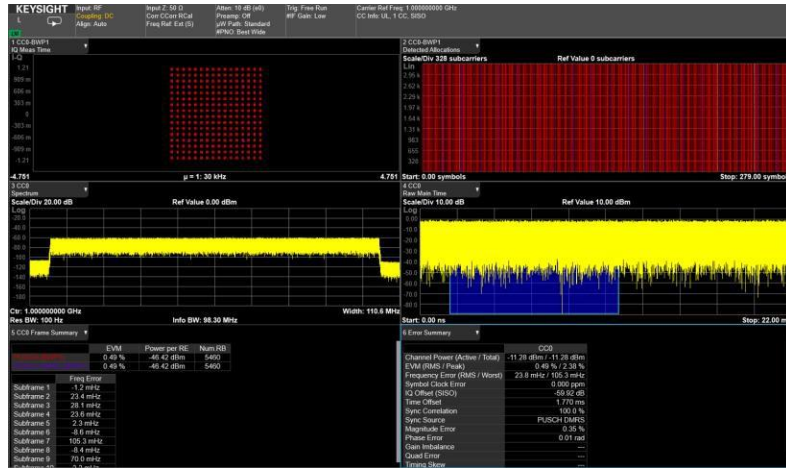 KEYSIGHT
L
Input: RF
Coupling: DC
Align: Auto
Input Z: 50 Ω
Corr CCorr RCal
Freq Ref: Ext (S)
Atten: 10 dB (e0)
Preamp: Off
µW Path: Standard
#PNO: Best Wide
Trig: Free Run
#IF Gain: Low
Carrier Ref Freq: 1.000000000 GHz
CC Info: UL, 1 CC, SISO
1 CC0-BWP1
IQ Meas Time
I-Q
1.21
909 m
606 m
303 m
0
-303 m
-606 m
-909 m
-1.21
-4.751
µ = 1: 30 kHz
4.751
2 CC0-BWP1
Detected Allocations
Scale/Div 328 subcarriers
Ref Value 0 subcarriers
Lin
2.95 k
2.62 k
2.29 k
1.97 k
1.64 k
1.31 k
983
655
328
Start: 0.00 symbols
Stop: 279.00 symbo
3 CC0
Spectrum
Scale/Div 20.00 dB
Ref Value 0.00 dBm
Log
-20.0
-40.0
-60.0
-80.0
-100
-120
-140
-160
-180
Ctr: 1.000000000 GHz
Width: 110.6 MHz
Res BW: 100 Hz
Info BW: 98.30 MHz
4 CC0
Raw Main Time
Scale/Div 10.00 dB
Ref Value 10.00 dBm
Log
0.00
-10.0
-20.0
-30.0
-40.0
-50.0
-60.0
-70.0
-80.0
Start: 0.00 ns
Stop: 22.00 m
5 CC0 Frame Summary
EVM Power per RE Num RB
0.49 % -46.42 dBm 5460
0.49 % -46.42 dBm 5460
Freq Error
Subframe 1 -1.2 mHz
Subframe 2 23.4 mHz
Subframe 3 28.1 mHz
Subframe 4 23.6 mHz
Subframe 5 2.3 mHz
Subframe 6 -8.6 mHz
Subframe 7 105.3 mHz
Subframe 8 -8.4 mHz
Subframe 9 70.0 mHz
6 Error Summary
CC0
Channel Power (Active / Total) -11.28 dBm / -11.28 dBm
EVM (RMS / Peak) 0.49 % / 2.38 %
Frequency Error (RMS / Worst) 23.8 mHz / 105.3 mHz
Symbol Clock Error 0.000 ppm
IQ Offset (SISO) -59.92 dB
Time Offset 1.770 ms
Sync Correlation 100.0 %
Sync Source PUSCH DMRS
Magnitude Error 0.35 %
Phase Error 0.01 rad
Gain Imbalance ---
Quad Error ---
Timing Skew ---